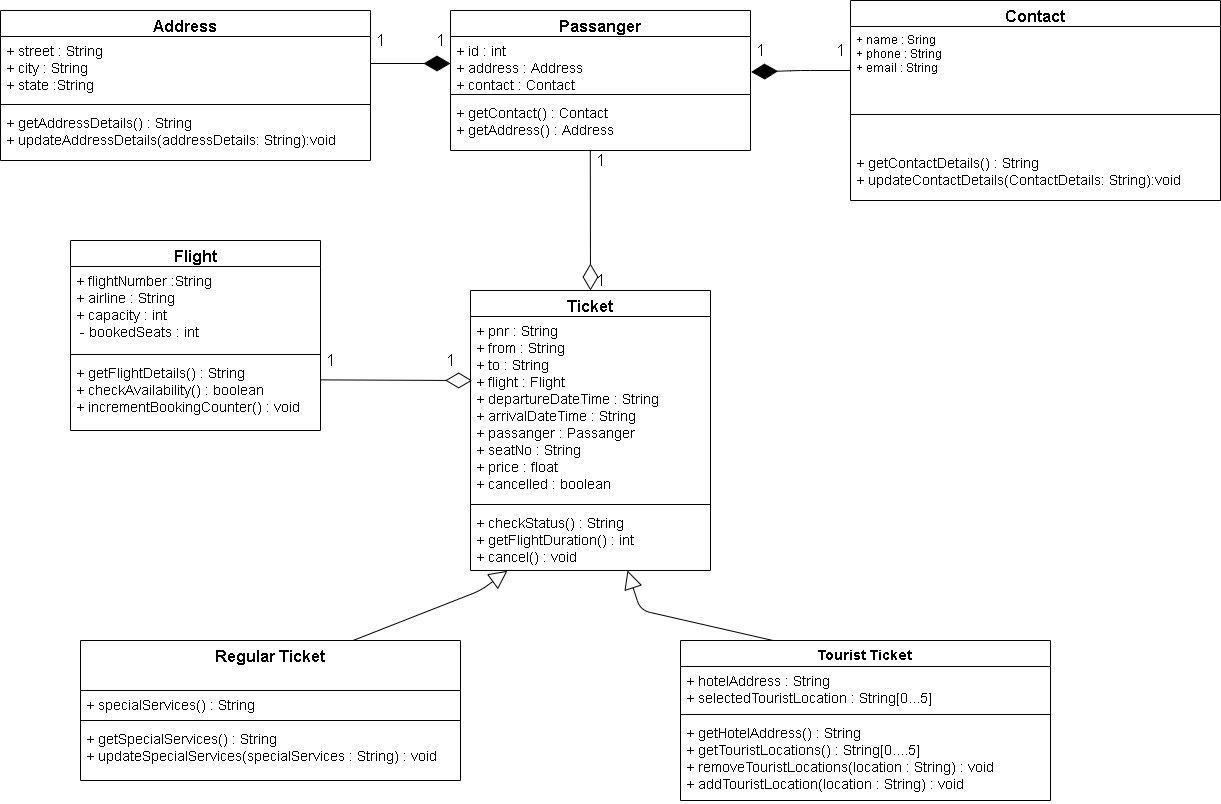 Address
+ street : String
+ city : String
+ state :String
+ getAddressDetails() : String
+ updateAddressDetails(addressDetails: String):void
1
1
Passanger
+ id : int
+ address : Address
+ contact : Contact
+ getContact() : Contact
+ getAddress() : Address
1
1
Contact
+ name : Sring
+ phone : String
+ email : String
+ getContactDetails() : String
+ updateContactDetails(ContactDetails: String):void
1
1
Flight
+ flightNumber :String
+ airline : String
+ capacity : int
- bookedSeats : int
+ getFlightDetails() : String
+ checkAvailability() : boolean
+ incrementBookingCounter() : void
1
1
Ticket
+ pnr : String
+ from : String
+ to : String
+ flight : Flight
+ departureDateTime : String
+ arrivalDateTime : String
+ passanger : Passanger
+ seatNo : String
+ price : float
+ cancelled : boolean
+ checkStatus() : String
+ getFlightDuration() : int
+ cancel() : void
Regular Ticket
+ specialServices() : String
+ getSpecialServices() : String
+ updateSpecialServices(specialServices : String) : void
Tourist Ticket
+ hotelAddress : String
+ selectedTouristLocation : String[0...5]
+ getHotelAddress() : String
+ getTouristLocations() : String[0....5]
+ removeTouristLocations(location : String) : void
+ addTouristLocation(location : String) : void